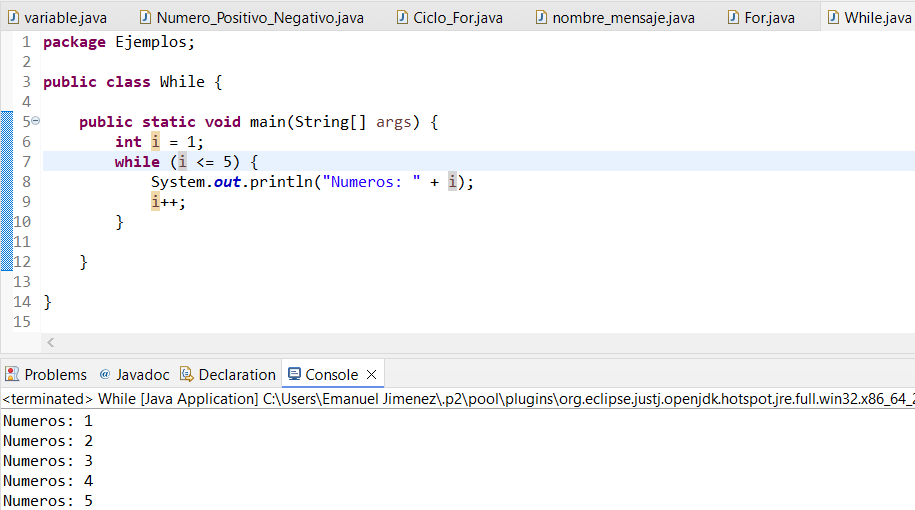 variable.java Numero_Positivo_Negativo.java Ciclo_For.java nombre_mensaje.java For.java While.java
1 package Ejemplos;
2
3 public class While {
4
5 public static void main(String[] args) {
6 int i = 1;
7 while (i <= 5) {
8 System.out.println("Numeros: " + i);
9 i++;
10 }
11
12 }
13
14 }
15
Problems @ Javadoc Declaration Console
<terminated> While [Java Application] C:\Users\Emanuel Jimenez\.p2\pool\plugins\org.eclipse.justj.openjdk.hotspot.jre.full.win32.x86_64_2
Numeros: 1
Numeros: 2
Numeros: 3
Numeros: 4
Numeros: 5